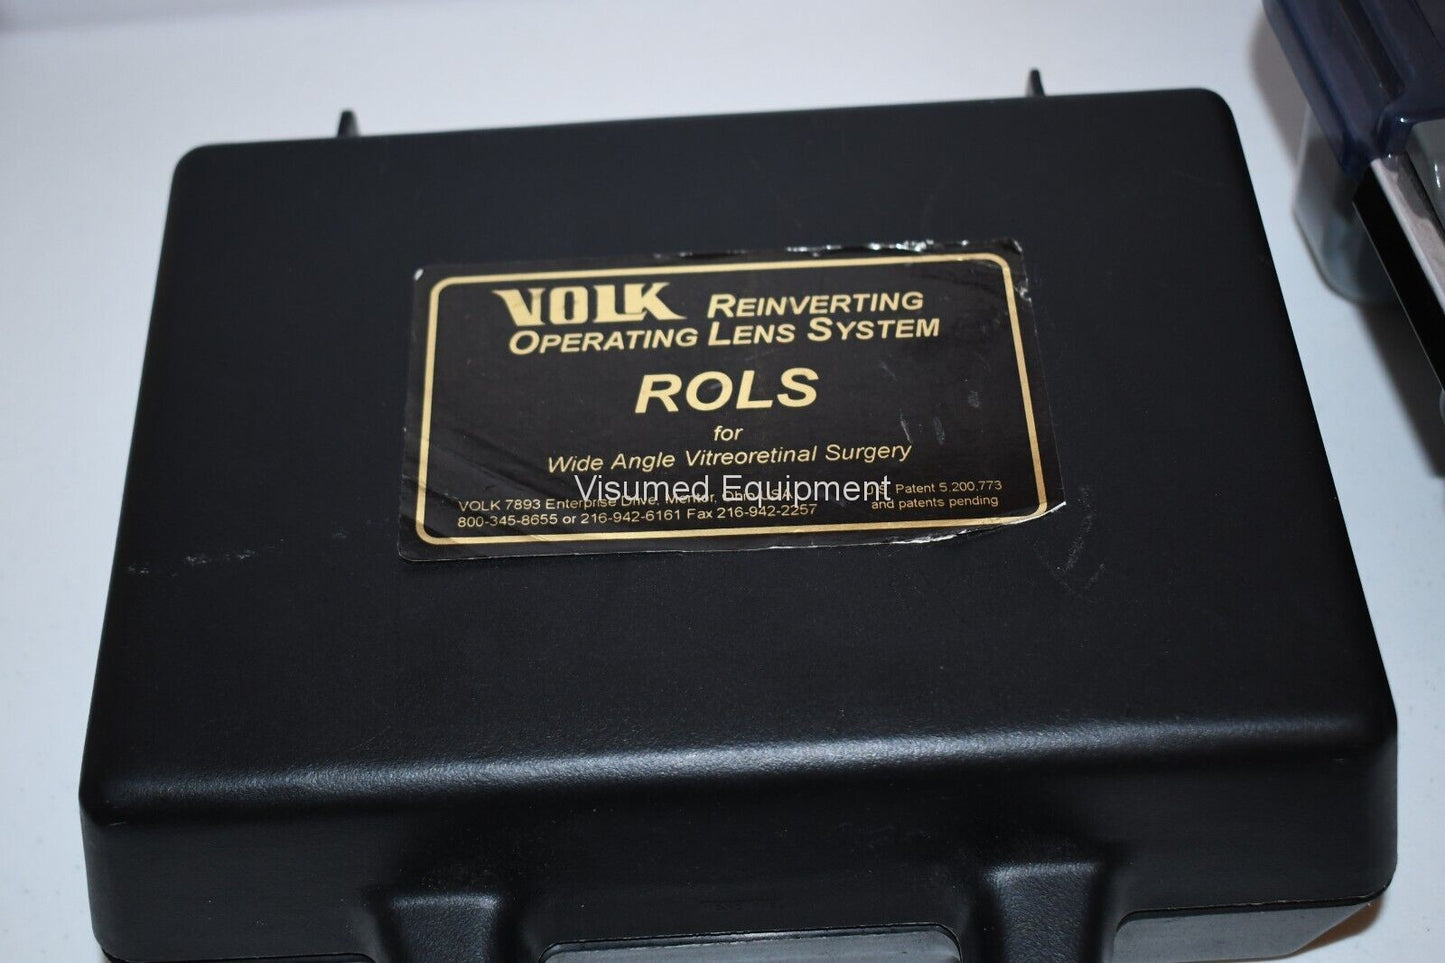 VOLK REINVERTING
OPERATING LENS SYSTEM
ROLS
for
Wide Angle Vitreoretinal Surgery
Visumed Equipment
VOLK 7893 Enterprise Drive, Mentor, Ohio USA
800-345-8655 or 216-942-6161 Fax 216-942-2257
U.S. Patent 5,200,773
and patents pending